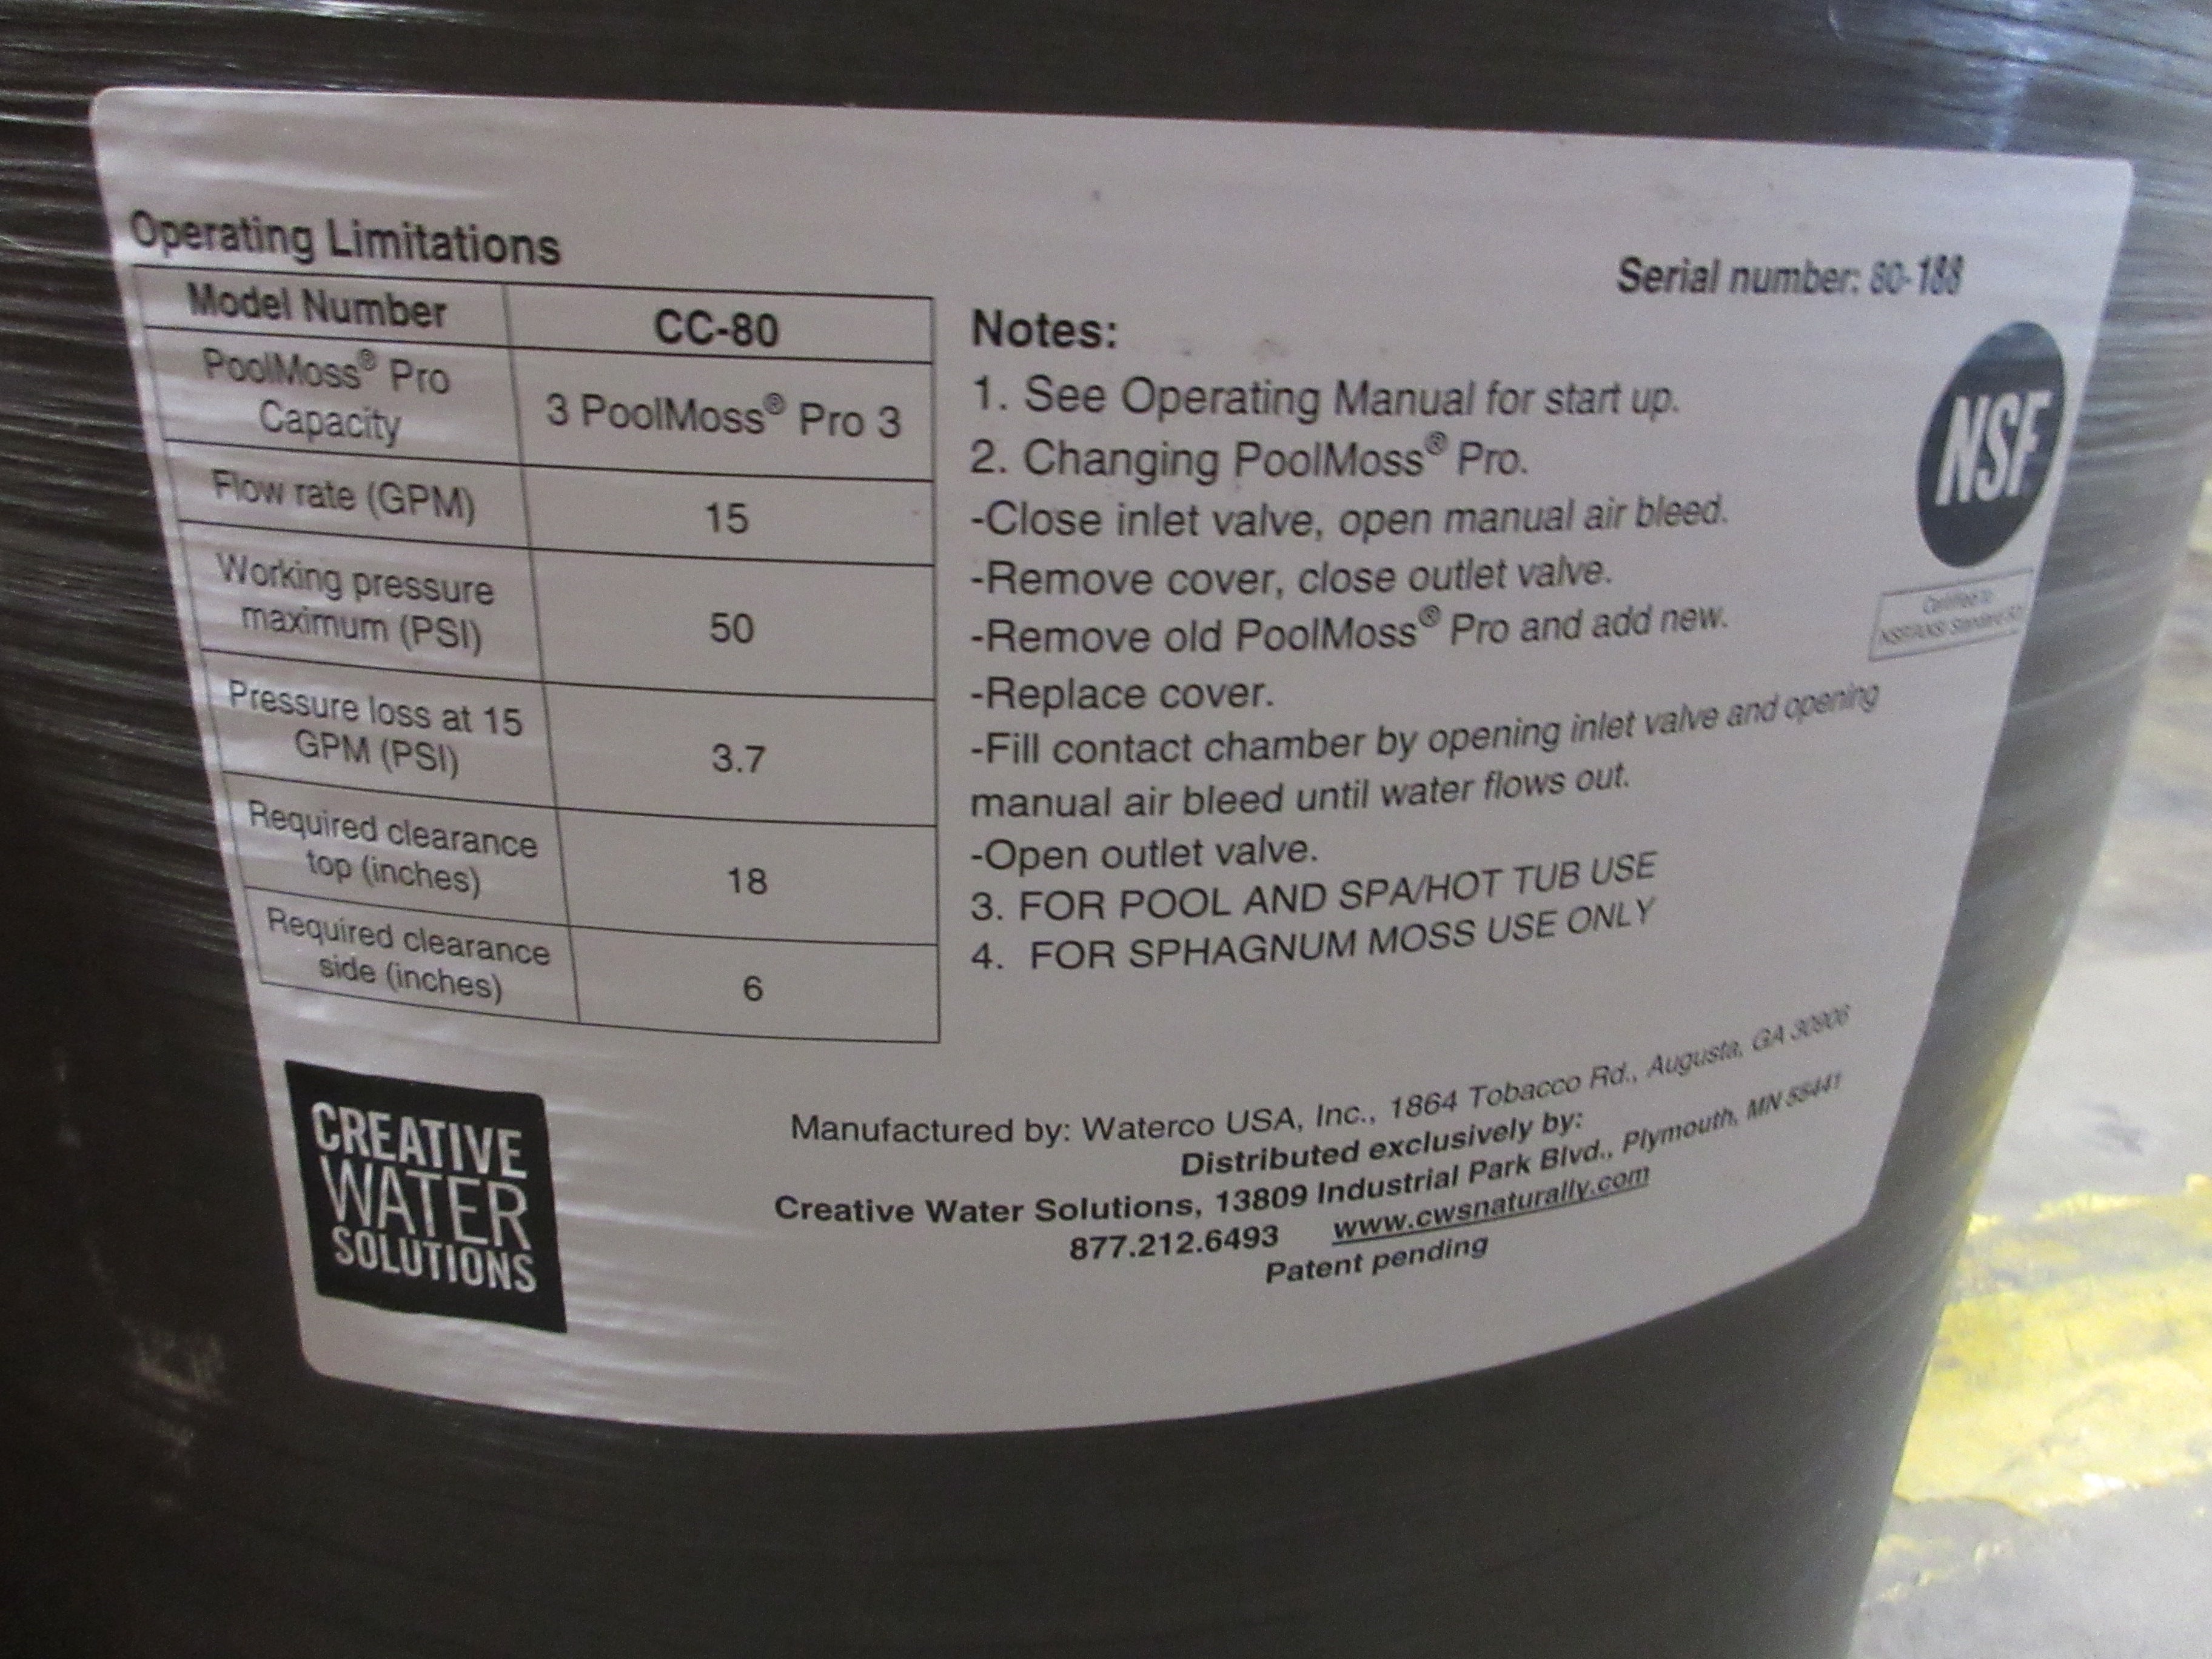 Operating Limitations
Serial number: 80-188
Model Number CC-80
PoolMoss® Pro
Capacity
3 PoolMoss® Pro 3
Flow rate (GPM) 15
Working pressure
maximum (PSI)
50
Pressure loss at 15
GPM (PSI)
3.7
Required clearance
top (inches)
18
Required clearance
side (inches)
6
Notes:
1. See Operating Manual for start up.
2. Changing PoolMoss® Pro.
-Close inlet valve, open manual air bleed.
-Remove cover, close outlet valve.
-Remove old PoolMoss® Pro and add new.
-Replace cover.
-Fill contact chamber by opening inlet valve and opening
manual air bleed until water flows out.
-Open outlet valve.
3. FOR POOL AND SPA/HOT TUB USE
4. FOR SPHAGNUM MOSS USE ONLY
NSF
Certified to
NSF/ANSI Standard
CREATIVE
WATER
SOLUTIONS
Manufactured by: Waterco USA, Inc., 1864 Tobacco Rd., Augusta, GA 30906
Distributed exclusively by:
Creative Water Solutions, 13809 Industrial Park Blvd., Plymouth, MN 55441
877.212.6493 www.cwsnaturally.com
Patent pending